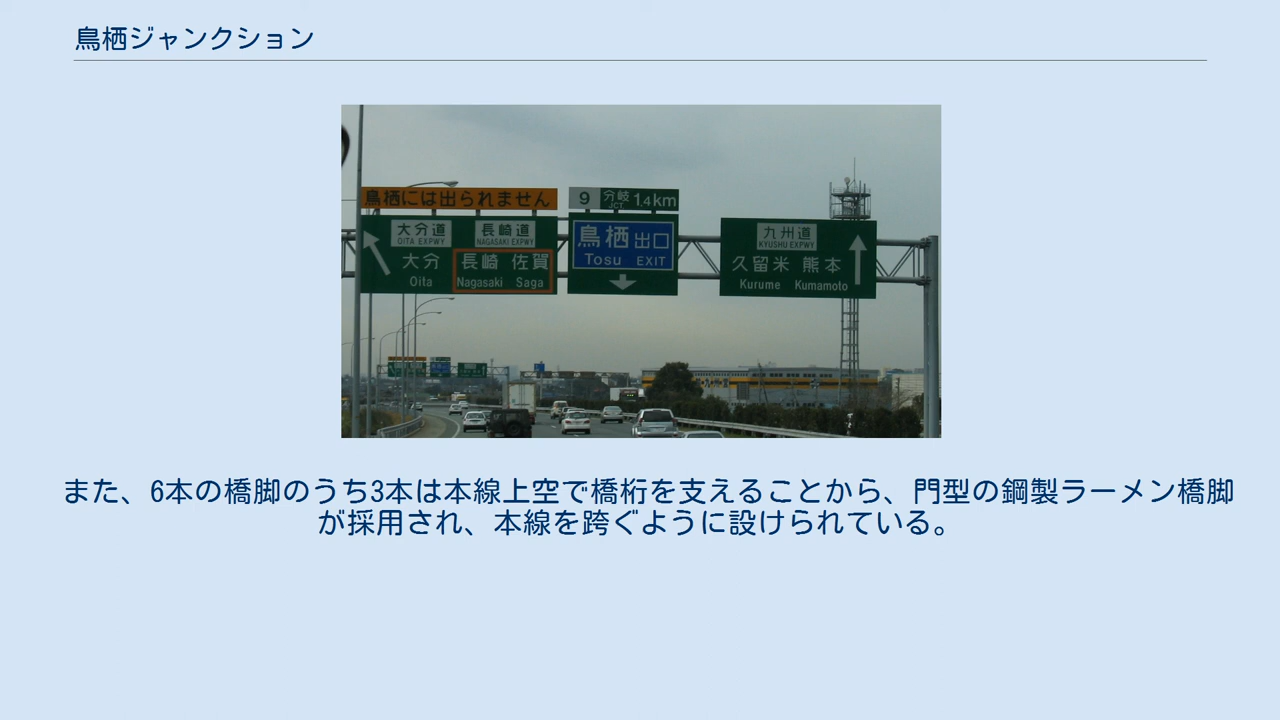 鳥栖ジャンクション
鳥栖には出られません
9 分岐 JCT. 1.4km
大分道 長崎道
OITA EXPWY NAGASAKI EXPWY
大分 長崎 佐賀
Oita Nagasaki Saga
鳥栖 出口
Tosu EXIT
九州道
KYUSHU EXPWY
久留米 熊本
Kurume Kumamoto
また、6本の橋脚のうち3本は本線上空で橋桁を支えることから、門型の鋼製ラーメン橋脚
が採用され、本線を跨ぐように設けられている。